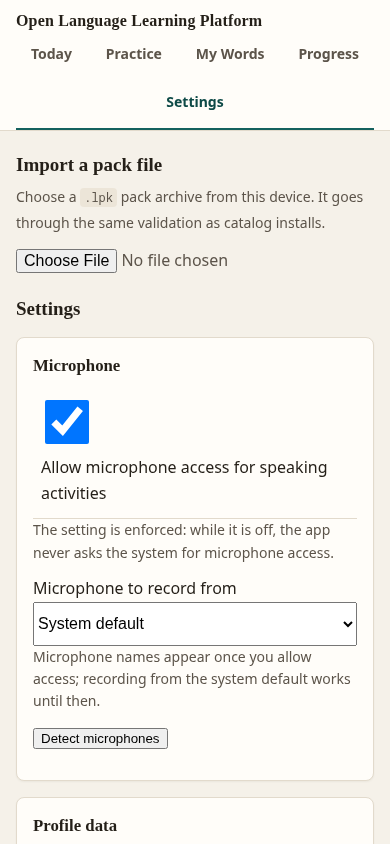 Open Language Learning Platform
Today Practice My Words Progress
Settings
Import a pack file
Choose a .lpk pack archive from this device. It goes
through the same validation as catalog installs.
Choose File No file chosen
Settings
Microphone
Allow microphone access for speaking
activities
The setting is enforced: while it is off, the app
never asks the system for microphone access.
Microphone to record from
System default
Microphone names appear once you allow
access; recording from the system default works
until then.
Detect microphones
Profile data